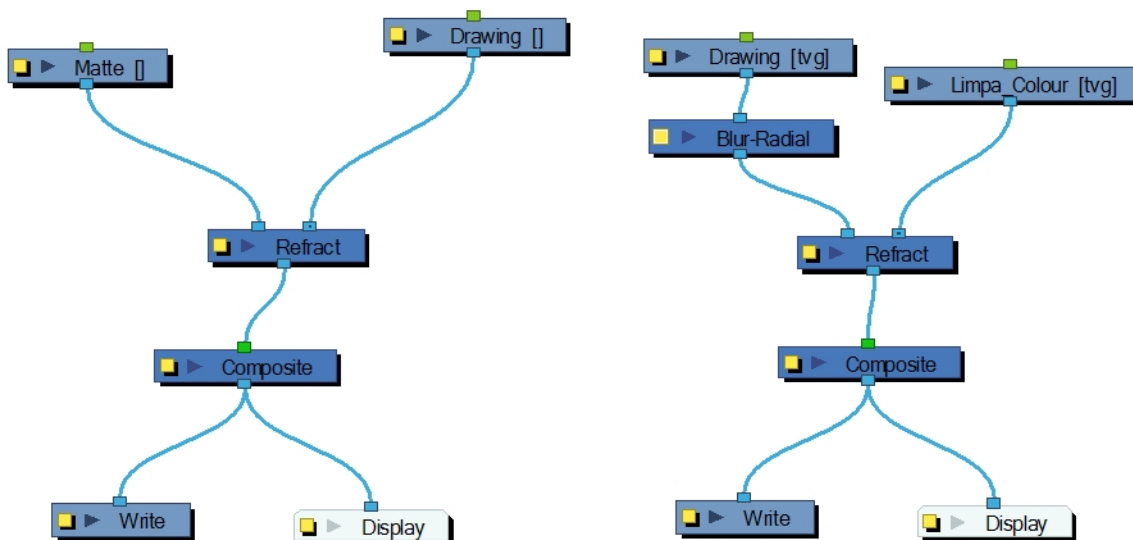 Matte []
Drawing []
Refract
Composite
Write
Display
Drawing [tvg]
Limpa_Colour [tvg]
Blur-Radial
Refract
Composite
Write
Display